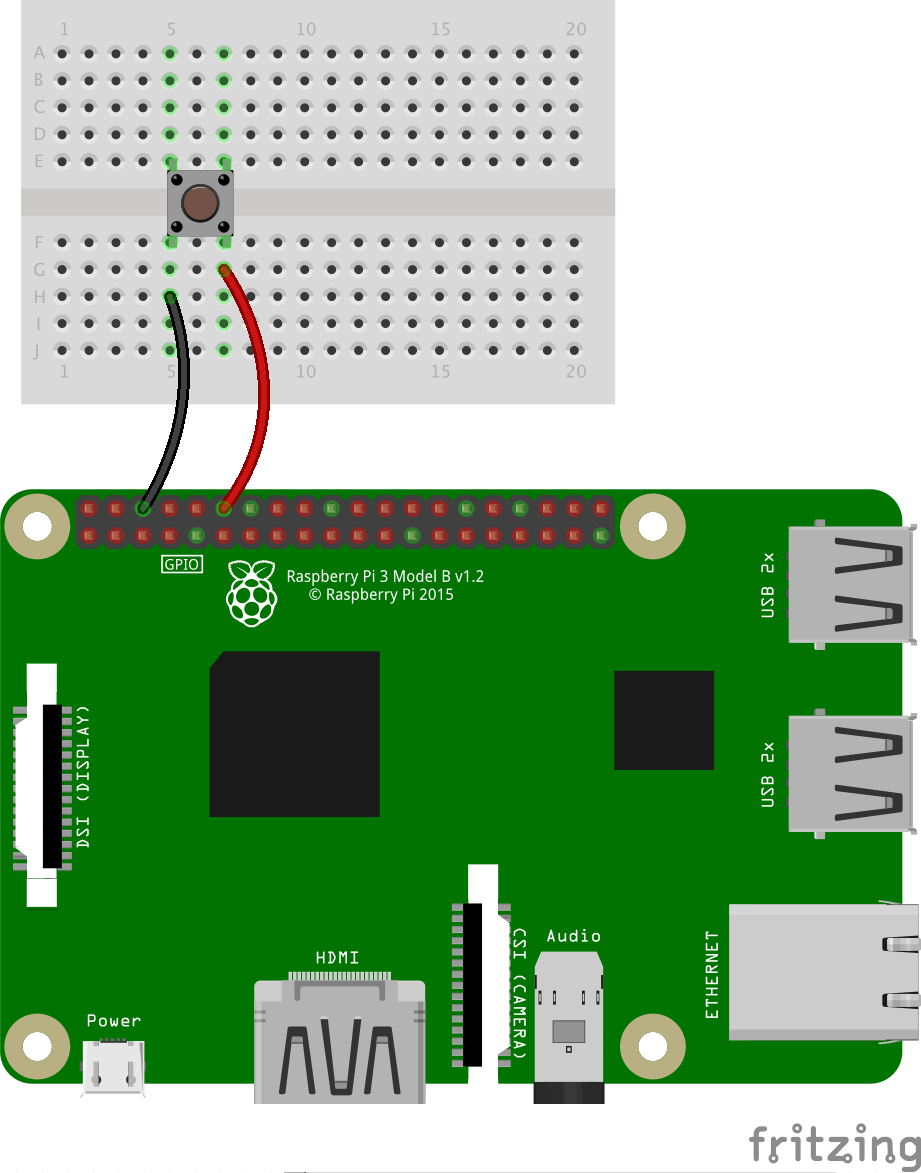 1 5 10 15 20
A
B
C
D
E
F
G
H
I
J
1 5 10 15 20
GPIO
Raspberry Pi 3 Model B v1.2
© Raspberry Pi 2015
USB 2x
DSI (DISPLAY)
USB 2x
CSI (CAMERA)
Audio
ETHERNET
HDMI
Power
fritzing